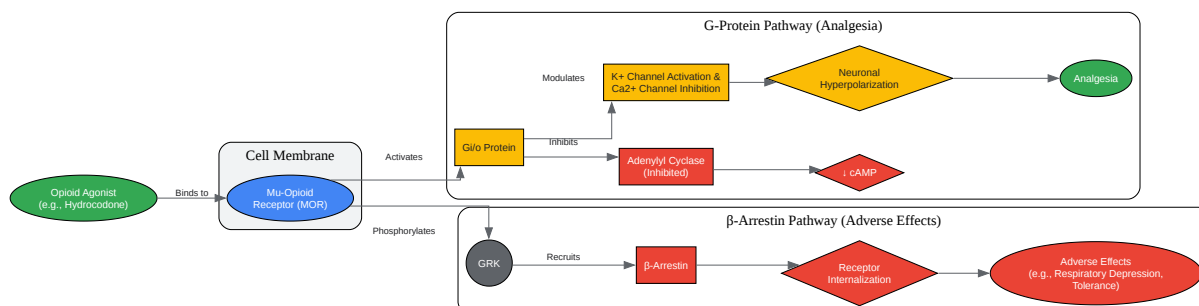 G-Protein Pathway (Analgesia)
Modulates
K+ Channel Activation &
Ca2+ Channel Inhibition
Neuronal
Hyperpolarization
Analgesia
Gi/o Protein
Inhibits
Adenylyl Cyclase
(Inhibited)
↓ cAMP
Cell Membrane
Activates
Opioid Agonist
(e.g., Hydrocodone)
Binds to
Mu-Opioid
Receptor (MOR)
Phosphorylates
β-Arrestin Pathway (Adverse Effects)
GRK
Recruits
β-Arrestin
Receptor
Internalization
Adverse Effects
(e.g., Respiratory Depression,
Tolerance)